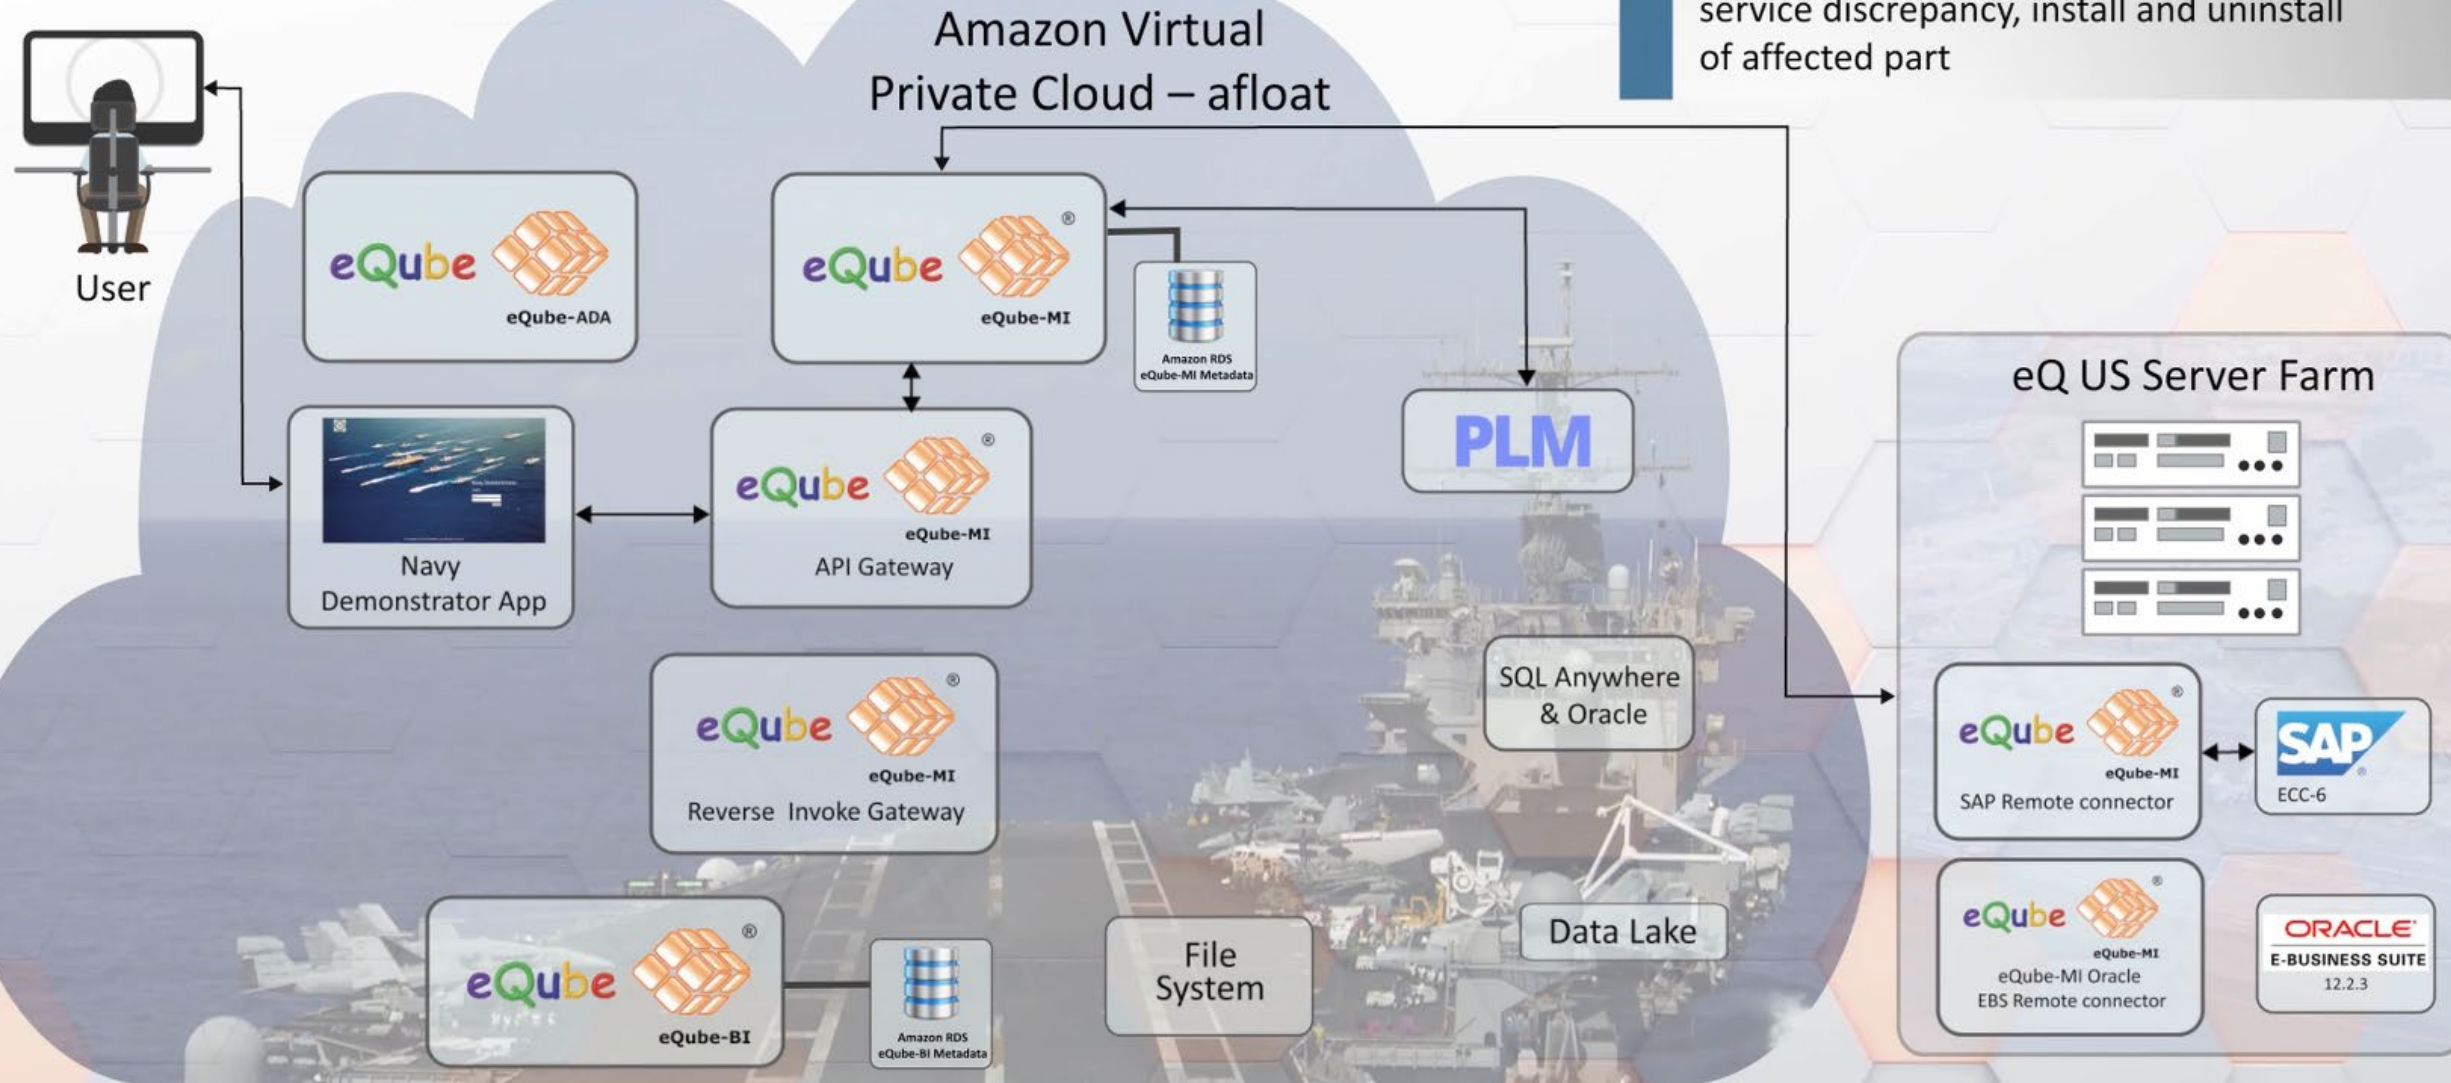 service discrepancy, install and uninstall
of affected part
Amazon Virtual
Private Cloud – afloat
User
eQube
eQube-ADA
eQube ®
eQube-MI
Amazon RDS
eQube-MI Metadata
PLM
eQ US Server Farm
Navy
Demonstrator App
eQube ®
eQube-MI
API Gateway
eQube ®
eQube-MI
Reverse Invoke Gateway
SQL Anywhere
& Oracle
eQube ®
eQube-MI
SAP Remote connector
SAP ®
ECC-6
eQube ®
eQube-BI
Amazon RDS
eQube-BI Metadata
File
System
Data Lake
eQube ®
eQube-MI
eQube-MI Oracle
EBS Remote connector
ORACLE®
E-BUSINESS SUITE
12.2.3